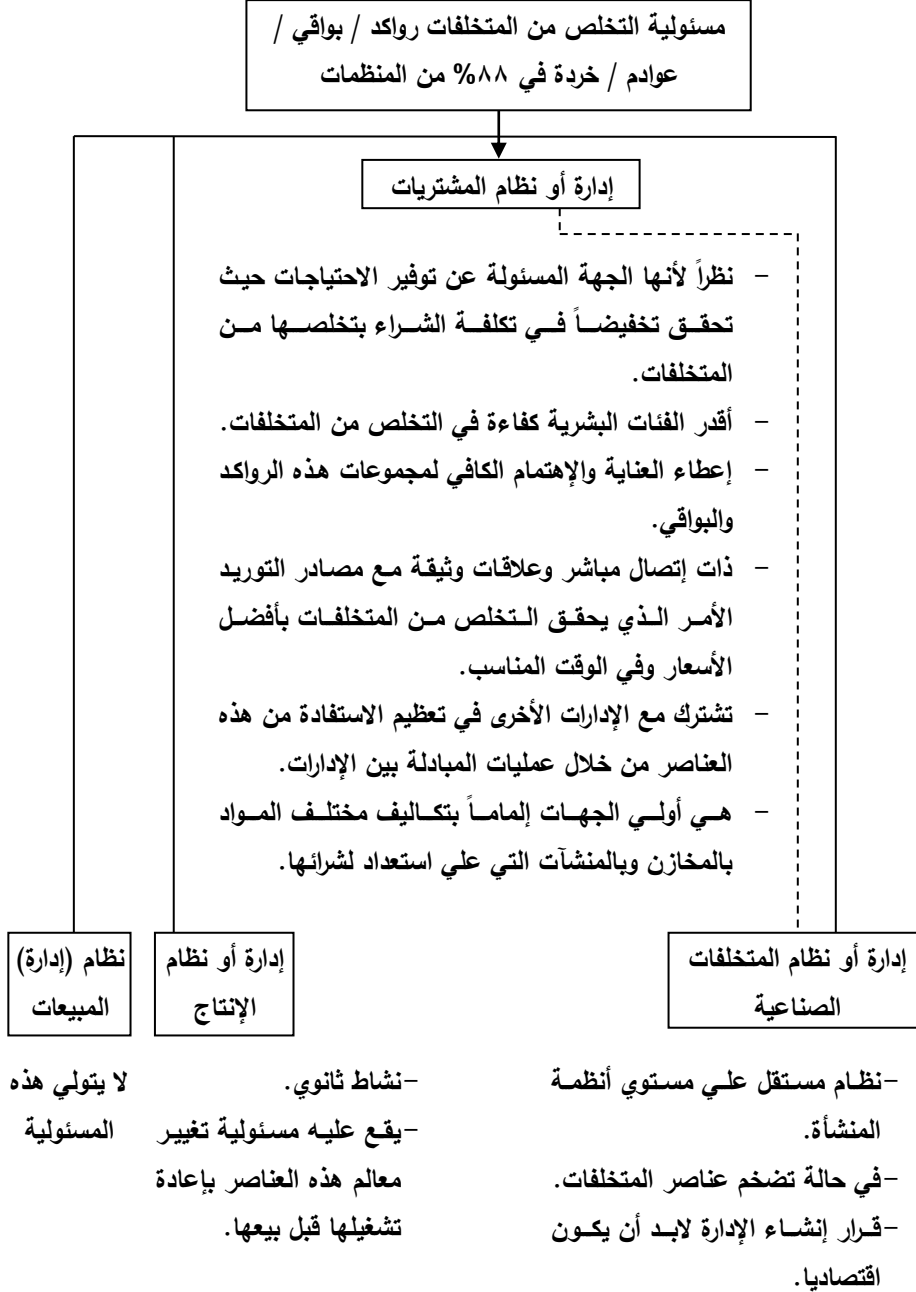 مسئولية التخلص من المتخلفات رواكد / بواقي /
عوادم / خردة في ٨٨% من المنظمات
إدارة أو نظام المشتريات
- نظراً لأنها الجهة المسئولة عن توفير الاحتياجات حيث
تحقق تخفيضاً في تكلفة الشراء بتخلصها من
المتخلفات.
- أقدر الفئات البشرية كفاءة في التخلص من المتخلفات.
- إعطاء العناية والإهتمام الكافي لمجموعات هذه الرواكد
والبواقي.
- ذات إتصال مباشر وعلاقات وثيقة مع مصادر التوريد
الأمر الذي يحقق التخلص من المتخلفات بأفضل
الأسعار وفي الوقت المناسب.
- تشترك مع الإدارات الأخرى في تعظيم الاستفادة من هذه
العناصر من خلال عمليات المبادلة بين الإدارات.
- هي أولي الجهات إلماماً بتكاليف مختلف المواد
بالمخازن وبالمنشآت التي علي استعداد لشرائها.
إدارة أو نظام المتخلفات
الصناعية
-نظام مستقل علي مستوي أنظمة
المنشأة.
-في حالة تضخم عناصر المتخلفات.
-قرار إنشاء الإدارة لابد أن يكون
اقتصاديا.
إدارة أو نظام
الإنتاج
-نشاط ثانوي.
-يقع عليه مسئولية تغيير
معالم هذه العناصر بإعادة
تشغيلها قبل بيعها.
نظام (إدارة)
المبيعات
لا يتولي هذه
المسئولية